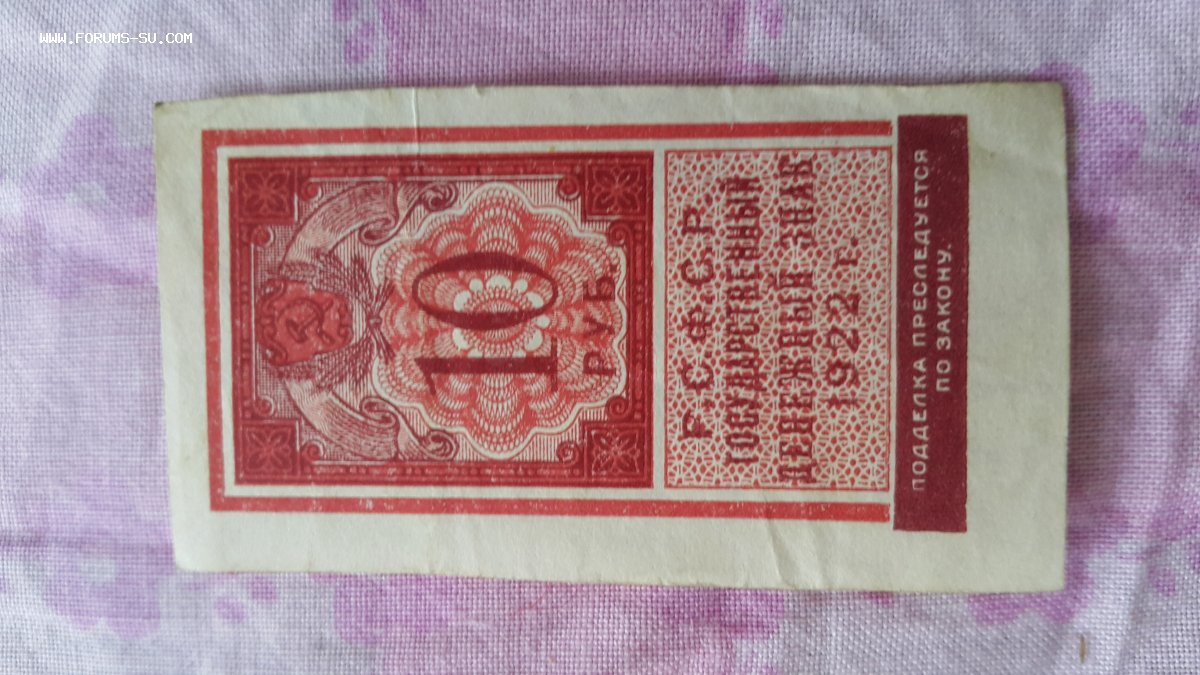 WWW.FORUMS-SU.COM
10
РУБ.
Р.С.Ф.С.Р.
ГОСУДАРСТВЕННЫЙ
ДЕНЕЖНЫЙ ЗНАК
1922 г.
ПОДДЕЛКА ПРЕСЛЕДУЕТСЯ
ПО ЗАКОНУ.